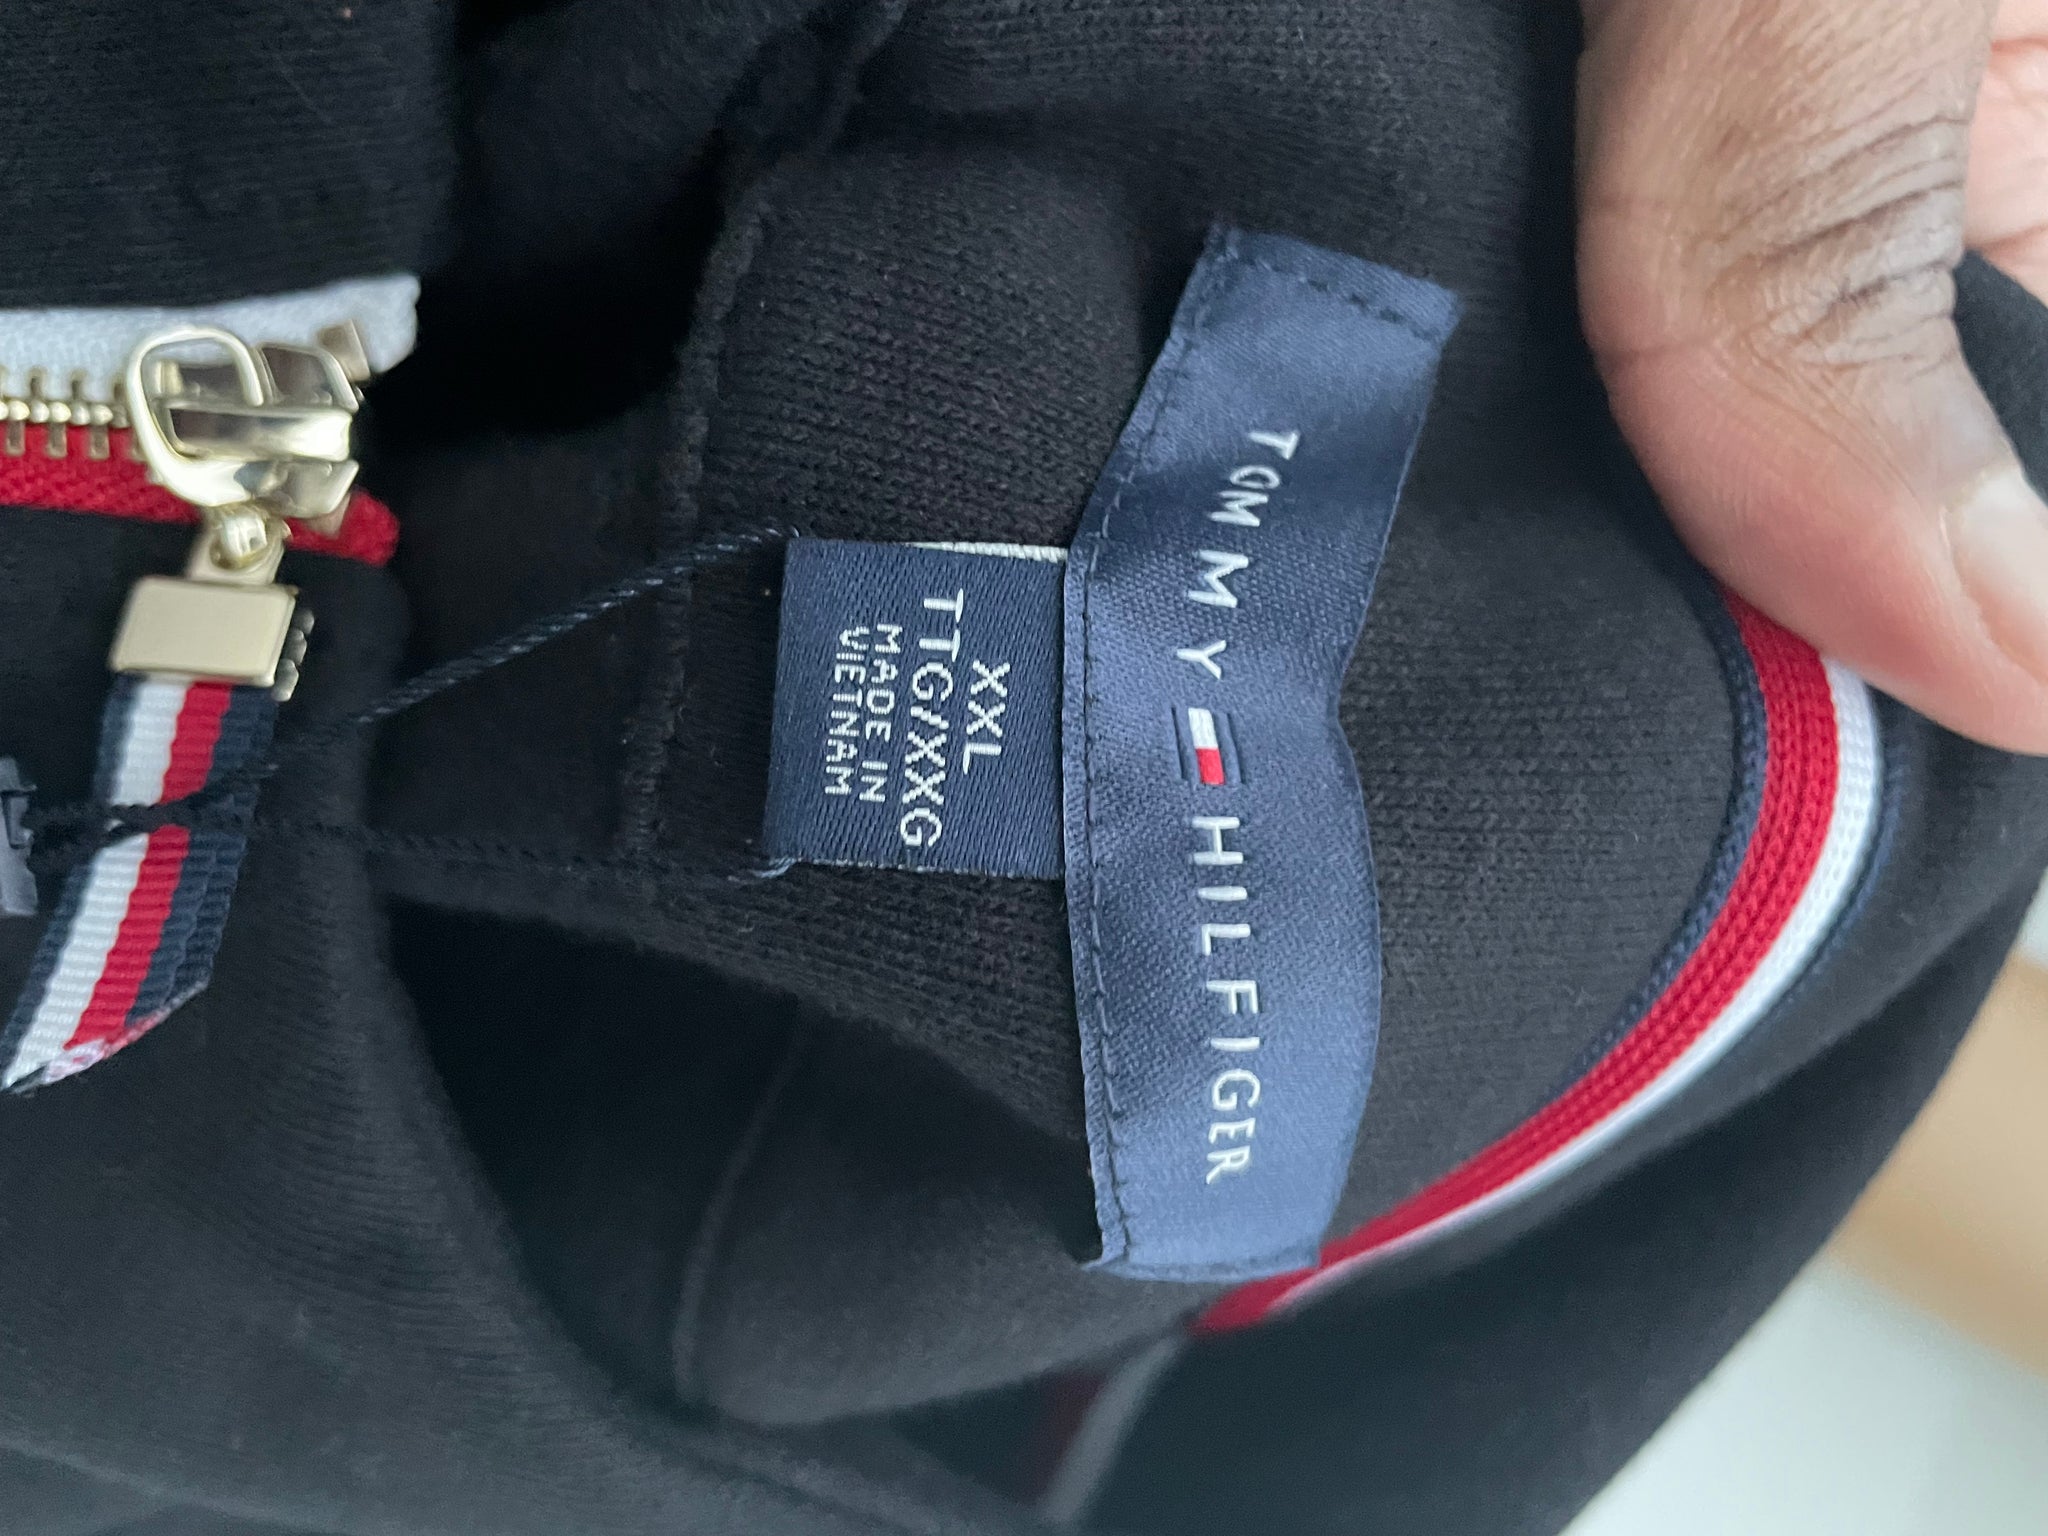 TOMMY HILFIGER
XXL
TTG/XXG
MADE IN
VIETNAM